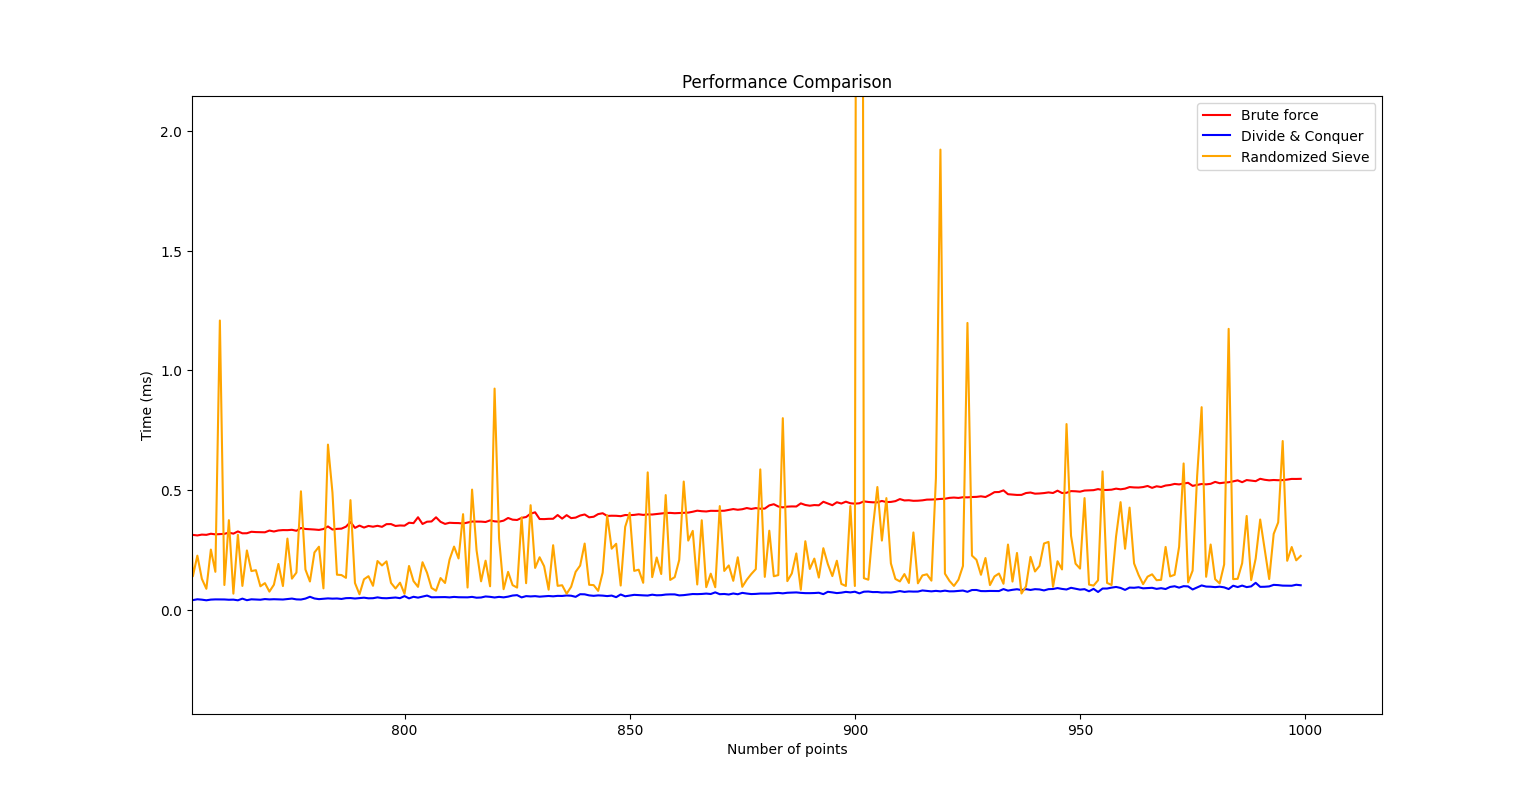 Performance Comparison
Brute force
Divide & Conquer
Randomized Sieve
Time (ms)
2.0
1.5
1.0
0.5
0.0
800
850
900
950
1000
Number of points